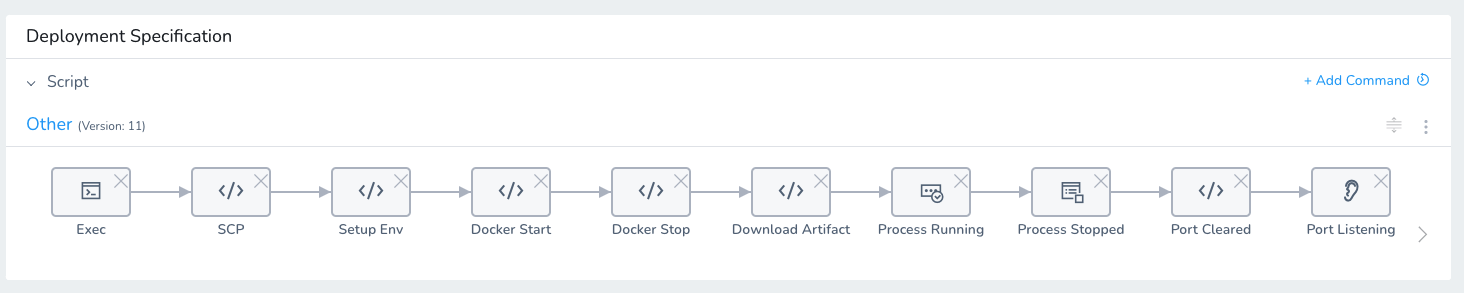 Deployment Specification
Script
+ Add Command
Other (Version: 11)
Exec SCP Setup Env Docker Start Docker Stop Download Artifact Process Running Process Stopped Port Cleared Port Listening